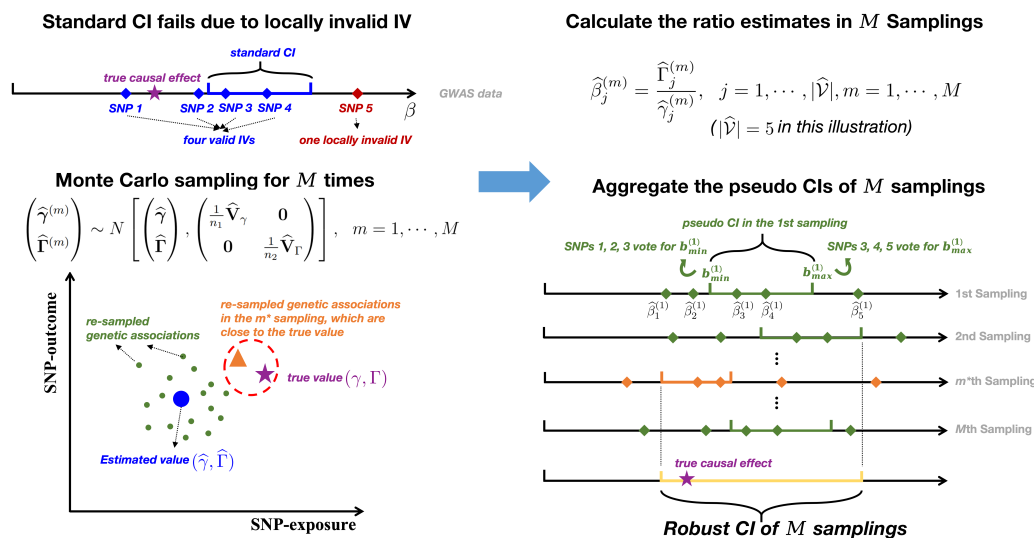 Standard CI fails due to locally invalid IV
standard CI
true causal effect
SNP 1 SNP 2 SNP 3 SNP 4 SNP 5 β
GWAS data
four valid IVs one locally invalid IV
Monte Carlo sampling for M times
(γ̂^(m) Γ̂^(m)) ∼ N [(γ̂ Γ̂), (1/n₁ V̂_γ 0 0 1/n₂ V̂_Γ)], m = 1, ⋯, M
SNP-outcome
re-sampled
genetic associations
re-sampled genetic associations
in the m* sampling, which are
close to the true value
true value (γ, Γ)
Estimated value (γ̂, Γ̂)
SNP-exposure
Calculate the ratio estimates in M Samplings
β̂_j^(m) = Γ̂_j^(m) / γ̂_j^(m), j = 1, ⋯, |V̂|, m = 1, ⋯, M
(|V̂| = 5 in this illustration)
Aggregate the pseudo CIs of M samplings
pseudo CI in the 1st sampling
SNPs 1, 2, 3 vote for b_min^(1)
SNPs 3, 4, 5 vote for b_max^(1)
b_min^(1) b_max^(1)
1st Sampling
β̂_1^(1) β̂_2^(1) β̂_3^(1) β̂_4^(1) β̂_5^(1)
2nd Sampling
⋮
m*th Sampling
⋮
Mth Sampling
true causal effect
Robust CI of M samplings